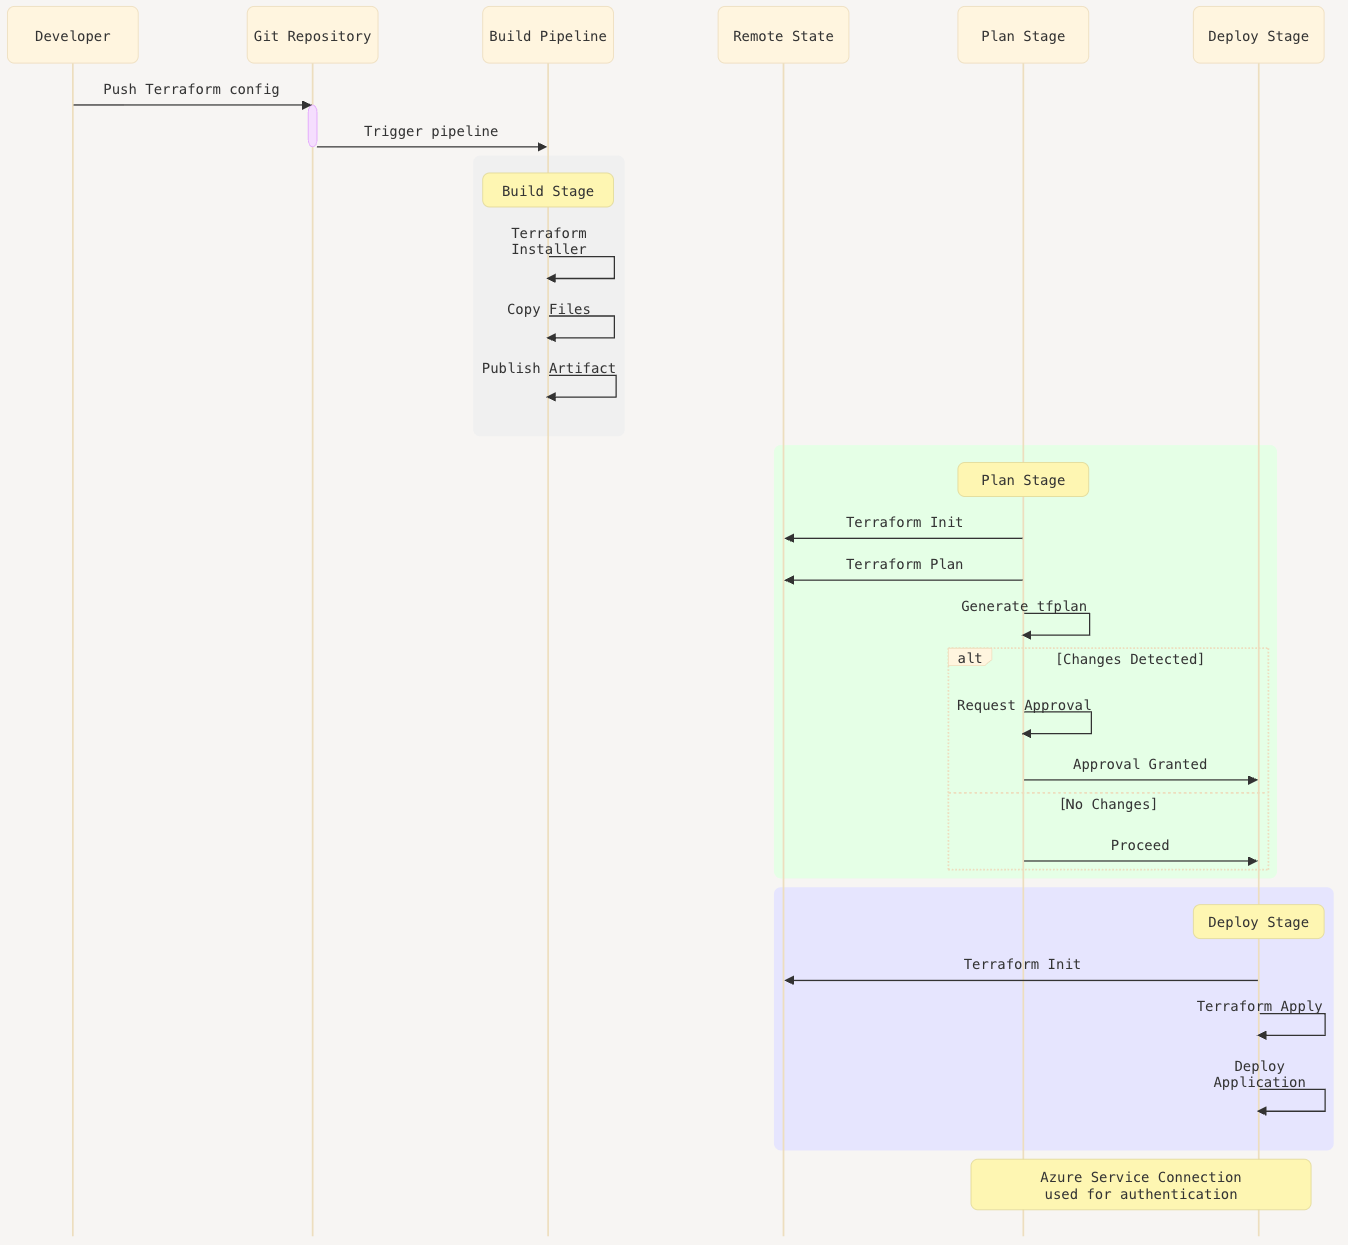 Developer
Git Repository
Build Pipeline
Remote State
Plan Stage
Deploy Stage
Push Terraform config
Trigger pipeline
Build Stage
Terraform
Installer
Copy Files
Publish Artifact
Plan Stage
Terraform Init
Terraform Plan
Generate tfplan
alt
[Changes Detected]
Request Approval
Approval Granted
[No Changes]
Proceed
Deploy Stage
Terraform Init
Terraform Apply
Deploy
Application
Azure Service Connection
used for authentication